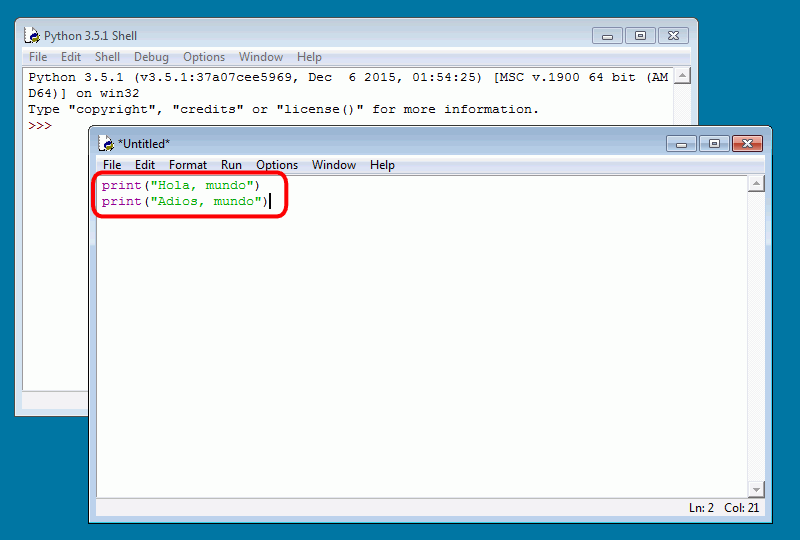 Python 3.5.1 Shell
File Edit Shell Debug Options Window Help
Python 3.5.1 (v3.5.1:37a07cee5969, Dec  6 2015, 01:54:25) [MSC v.1900 64 bit (AM
D64)] on win32
Type "copyright", "credits" or "license()" for more information.
>>>
*Untitled*
File Edit Format Run Options Window Help
print("Hola, mundo")
print("Adios, mundo")
Ln: 2 Col: 21